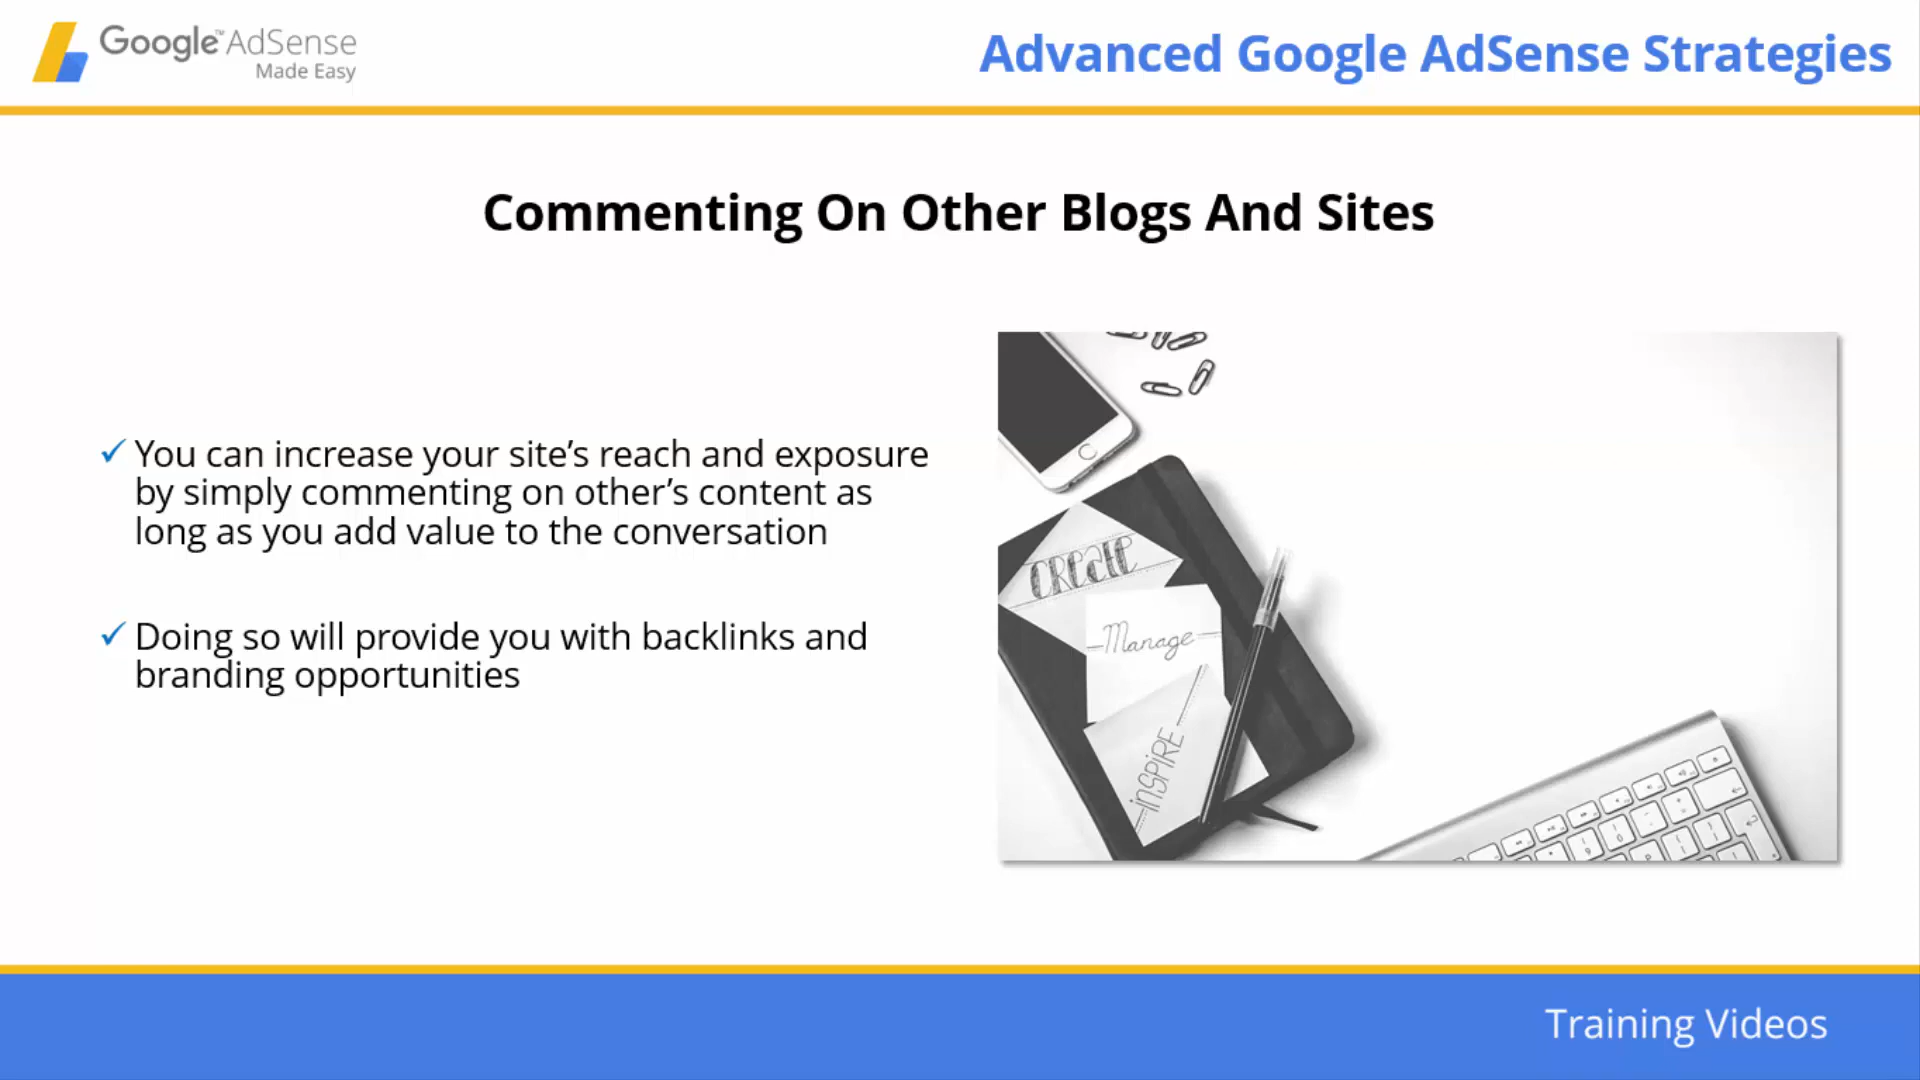 Google™ AdSense
Made Easy
Advanced Google AdSense Strategies
Commenting On Other Blogs And Sites
✓ You can increase your site’s reach and exposure
by simply commenting on other’s content as
long as you add value to the conversation
✓ Doing so will provide you with backlinks and
branding opportunities
CREATE
Manage
INSPIRE
Training Videos